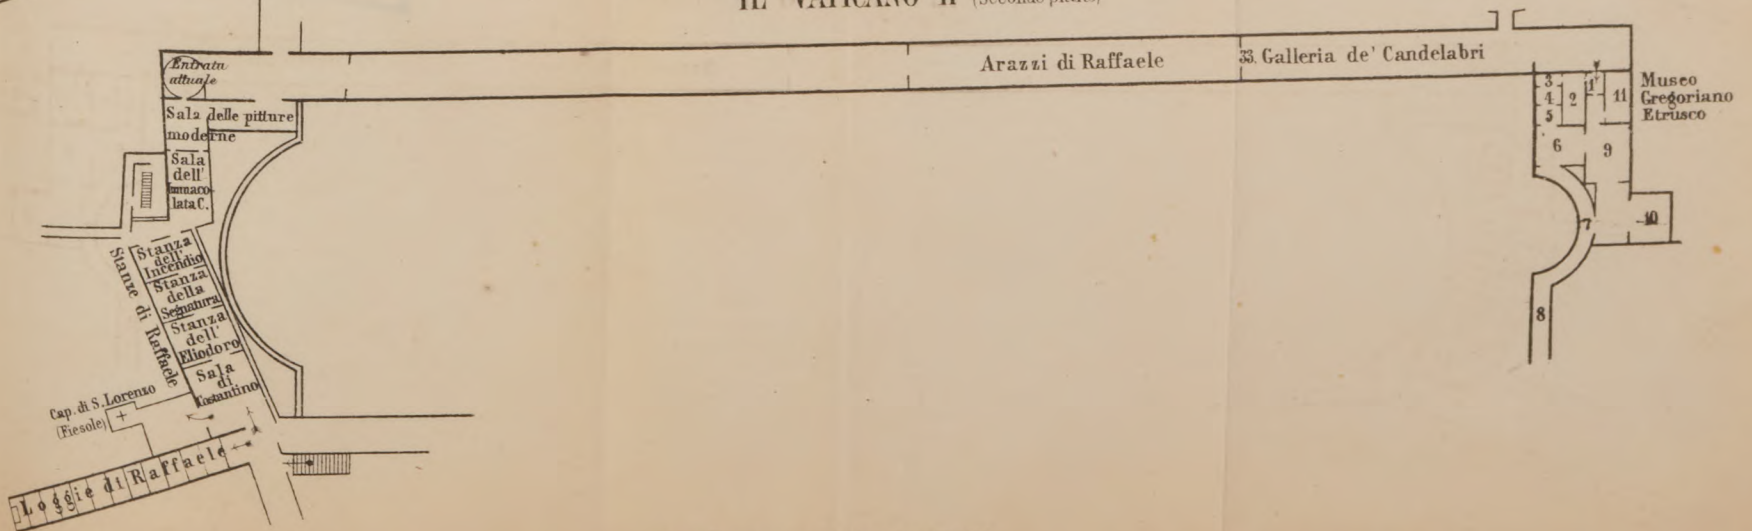 IL VATICANO II (Secondo piano)
Entrata
attuale
Arazzi di Raffaele
33. Galleria de' Candelabri
Sala delle pitture
moderne
Sala
dell'
Immaco-
lata C.
Stanza
dell'
Incendio
Stanza
della
Segnatura
Stanza
dell'
Eliodoro
Sala
di
Costantino
Stanze di Raffaele
Cap. di S. Lorenzo
(Fiesole)
Loggie di Raffaele
3
4
5
2
1
11
Museo
Gregoriano
Etrusco
6
9
7
10
8